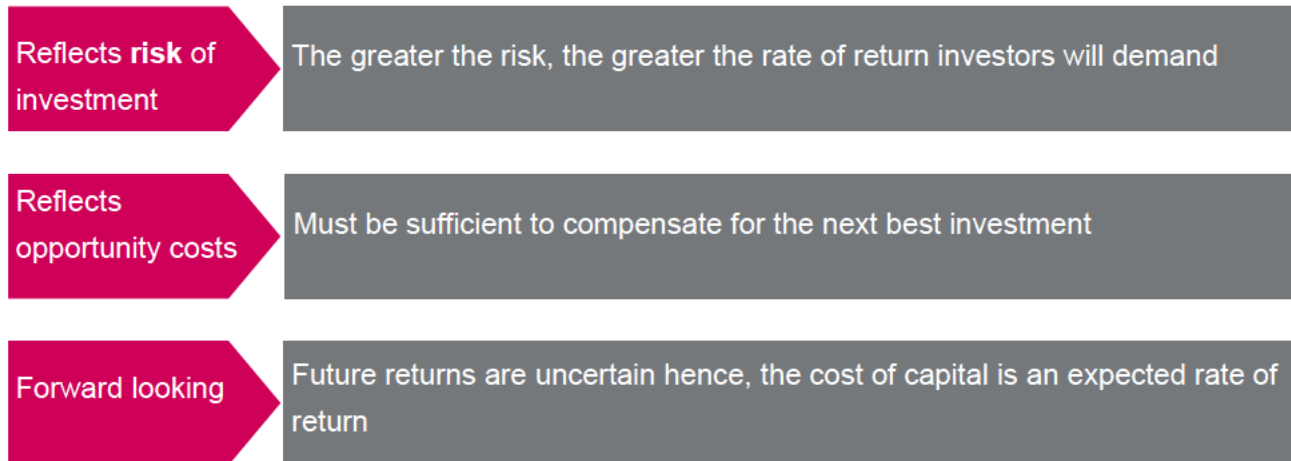 Reflects risk of
investment
The greater the risk, the greater the rate of return investors will demand
Reflects
opportunity costs
Must be sufficient to compensate for the next best investment
Forward looking
Future returns are uncertain hence, the cost of capital is an expected rate of
return